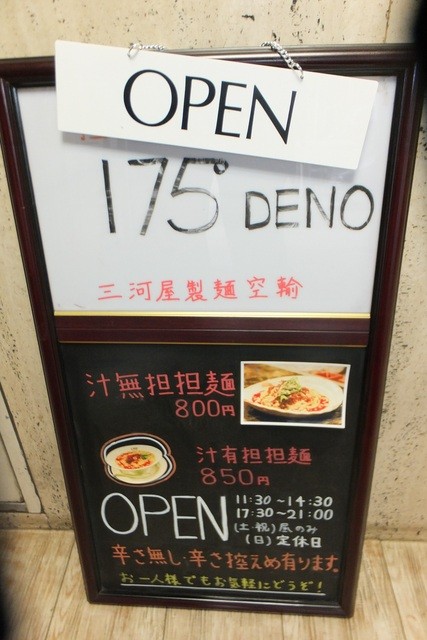 OPEN
175° DENO
三河屋製麺 空輸
汁無担担麺
800円
汁有担担麺
850円
OPEN
11:30~14:30
17:30~21:00
(土・祝)昼のみ
(日)定休日
辛さ無し・辛さ控えめ有ります。
お一人様でもお気軽にどうぞ!